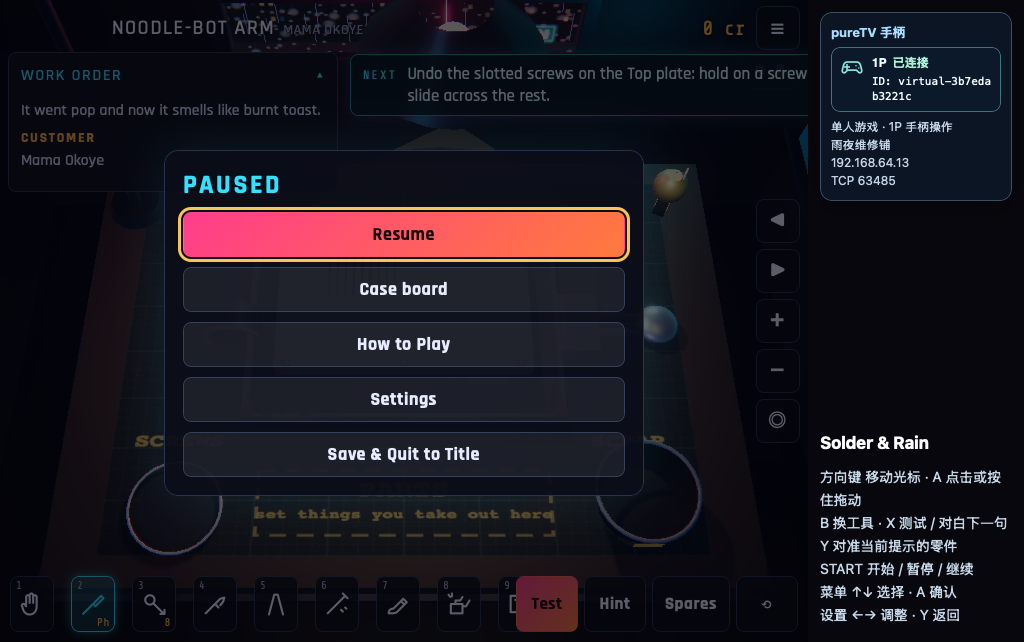 NOODLE-BOT ARM
MAMA OKOYE
0 cr
WORK ORDER
It went pop and now it smells like burnt toast.
CUSTOMER
Mama Okoye
NEXT
Undo the slotted screws on the Top plate: hold on a screw
slide across the rest.
PAUSED
Resume
Case board
How to Play
Settings
Save & Quit to Title
set things you take out here
1
2
Ph
3
8
4
5
6
7
8
9
Test
Hint
Spares
pureTV 手柄
1P 已连接
ID: virtual-3b7eda
b3221c
单人游戏 · 1P 手柄操作
雨夜维修铺
192.168.64.13
TCP 63485
Solder & Rain
方向键 移动光标 · A 点击或按
住拖动
B 换工具 · X 测试 / 对白下一句
Y 对准当前提示的零件
START 开始 / 暂停 / 继续
菜单 ↑↓ 选择 · A 确认
设置 ←→ 调整 · Y 返回